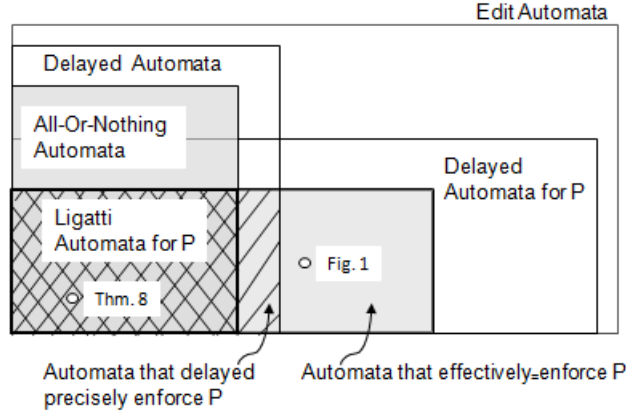 Edit Automata
Delayed Automata
All-Or-Nothing
Automata
Delayed
Automata for P
Ligatti
Automata for P
Fig. 1
Thm. 8
Automata that delayed
precisely enforce P
Automata that effectively=enforce P